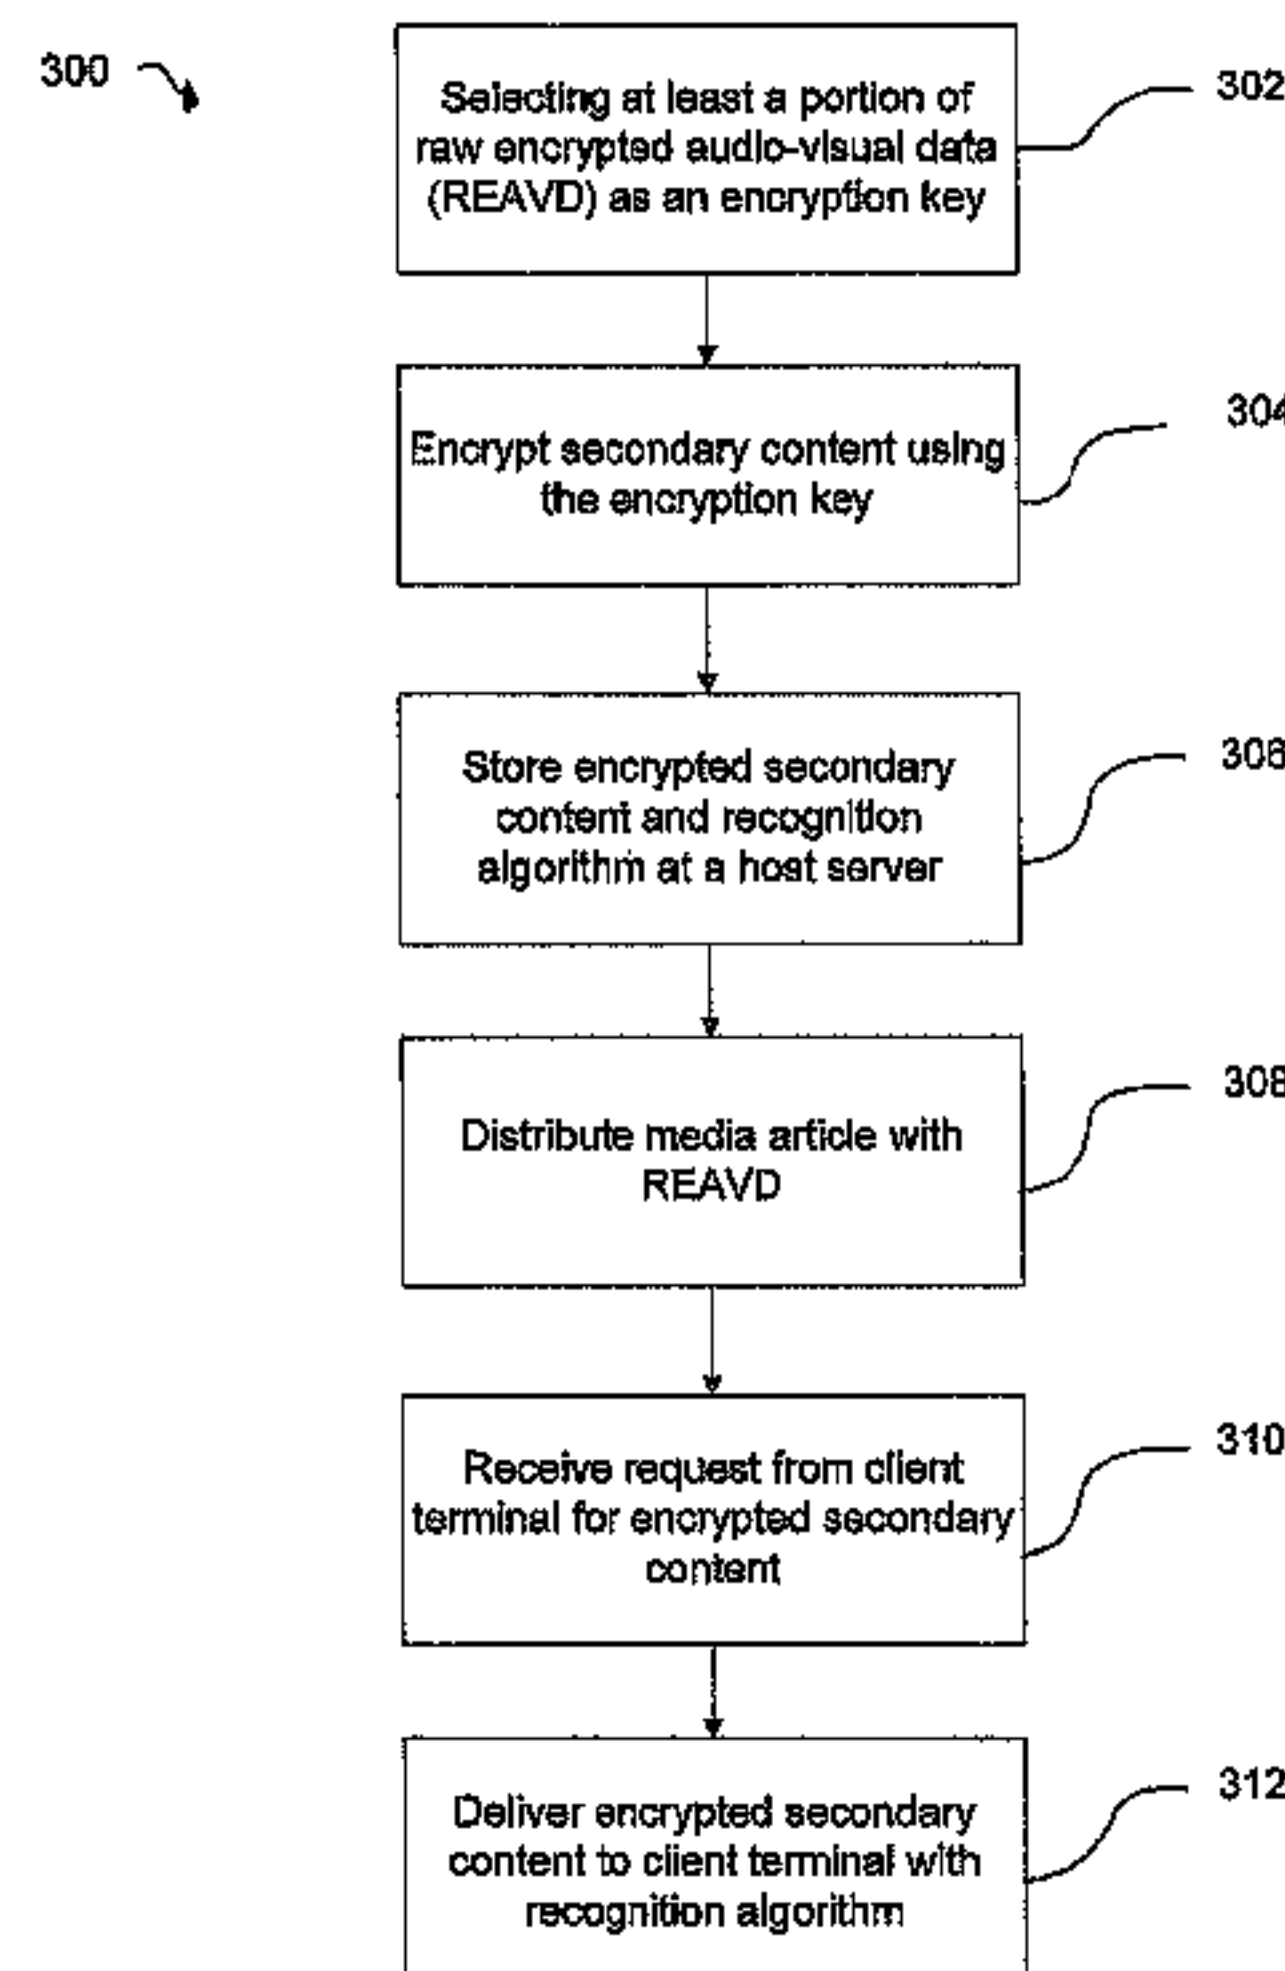 300
Selecting at least a portion of
raw encrypted audio-visual data
(REAVD) as an encryption key
302
Encrypt secondary content using
the encryption key
304
Store encrypted secondary
content and recognition
algorithm at a host server
306
Distribute media article with
REAVD
308
Receive request from client
terminal for encrypted secondary
content
310
Deliver encrypted secondary
content to client terminal with
recognition algorithm
312